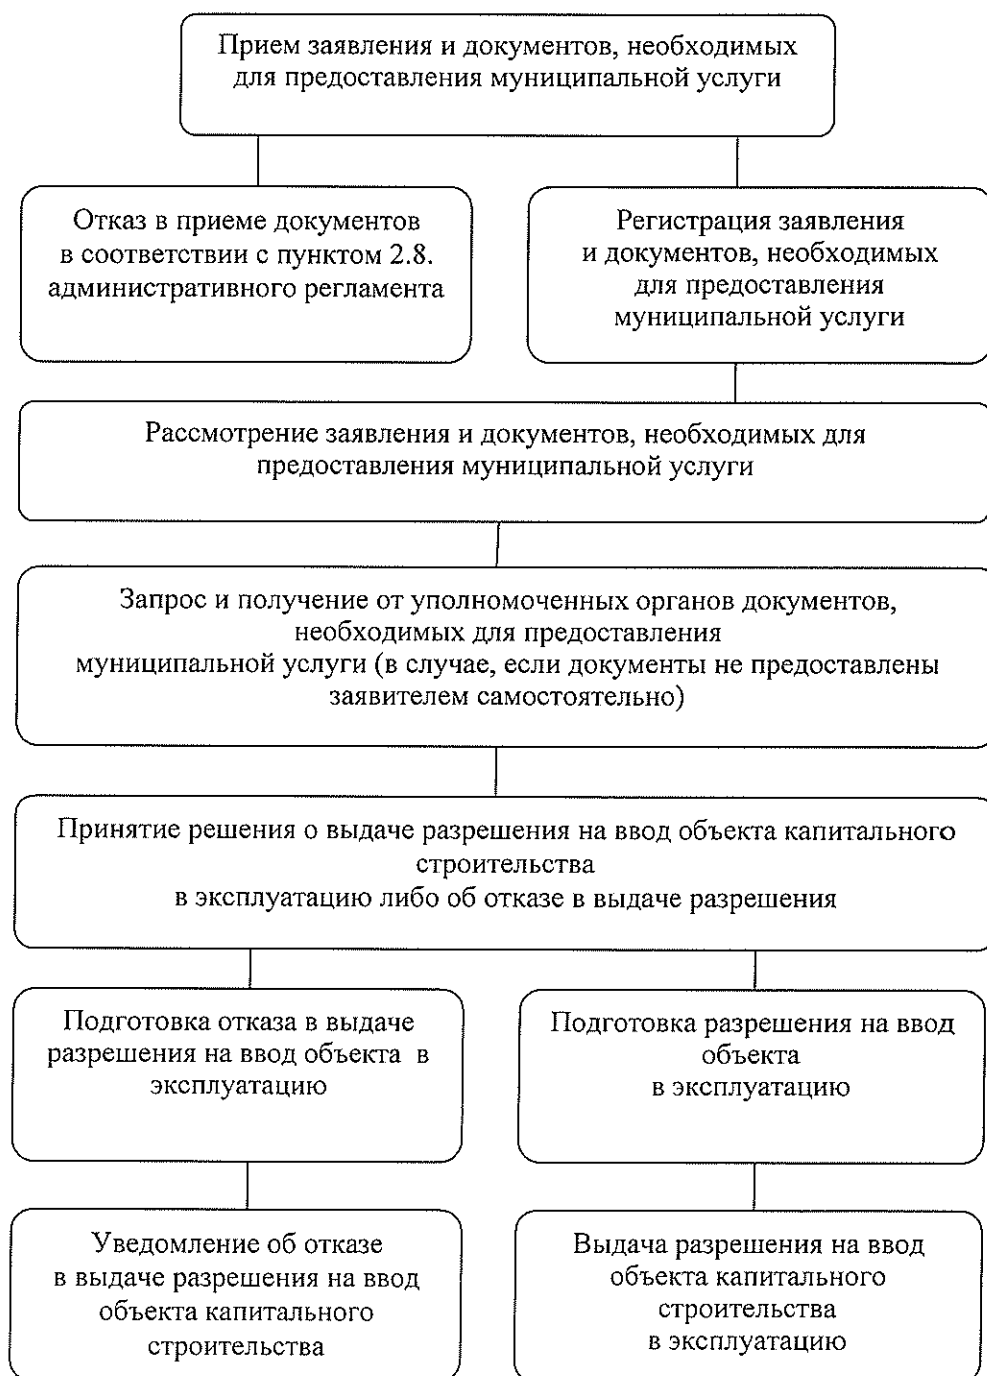 Прием заявления и документов, необходимых
для предоставления муниципальной услуги
Отказ в приеме документов
в соответствии с пунктом 2.8.
административного регламента
Регистрация заявления
и документов, необходимых
для предоставления
муниципальной услуги
Рассмотрение заявления и документов, необходимых для
предоставления муниципальной услуги
Запрос и получение от уполномоченных органов документов,
необходимых для предоставления
муниципальной услуги (в случае, если документы не предоставлены
заявителем самостоятельно)
Принятие решения о выдаче разрешения на ввод объекта капитального
строительства
в эксплуатацию либо об отказе в выдаче разрешения
Подготовка отказа в выдаче
разрешения на ввод объекта в
эксплуатацию
Подготовка разрешения на ввод
объекта
в эксплуатацию
Уведомление об отказе
в выдаче разрешения на ввод
объекта капитального
строительства
Выдача разрешения на ввод
объекта капитального
строительства
в эксплуатацию